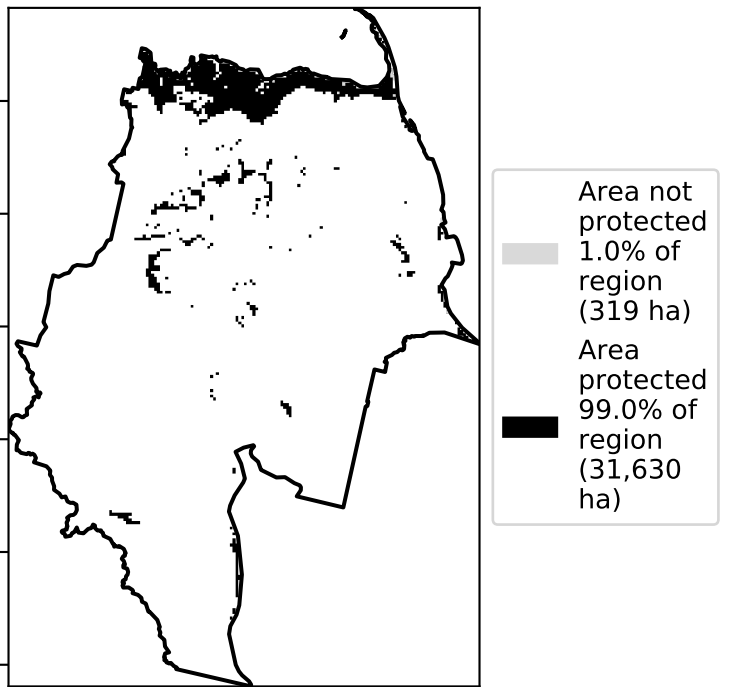 Area not
protected
1.0% of
region
(319 ha)
Area
protected
99.0% of
region
(31,630
ha)